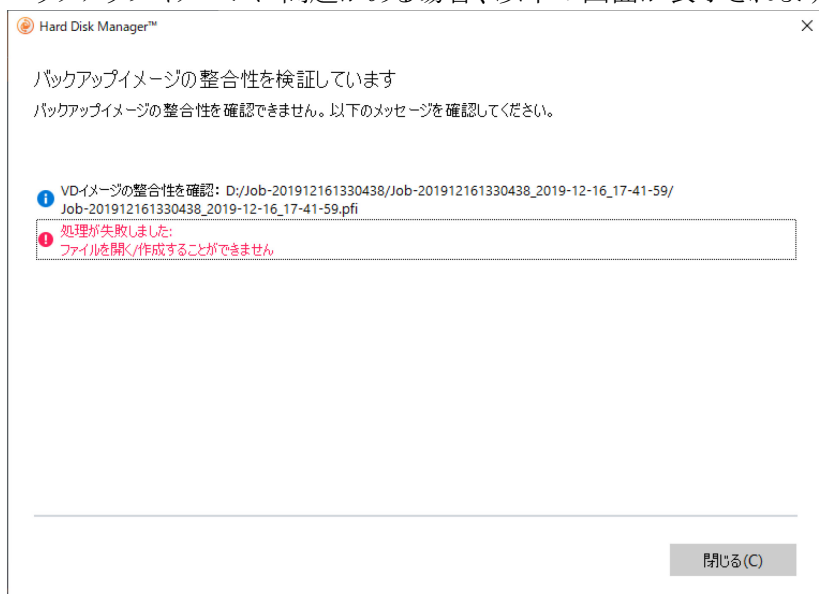 Hard Disk Manager™
バックアップイメージの整合性を検証しています
バックアップイメージの整合性を確認できません。以下のメッセージを確認してください。
VDイメージの整合性を確認: D:/Job-201912161330438/Job-201912161330438_2019-12-16_17-41-59/
Job-201912161330438_2019-12-16_17-41-59.pfi
処理が失敗しました:
ファイルを開く/作成することができません
閉じる(C)